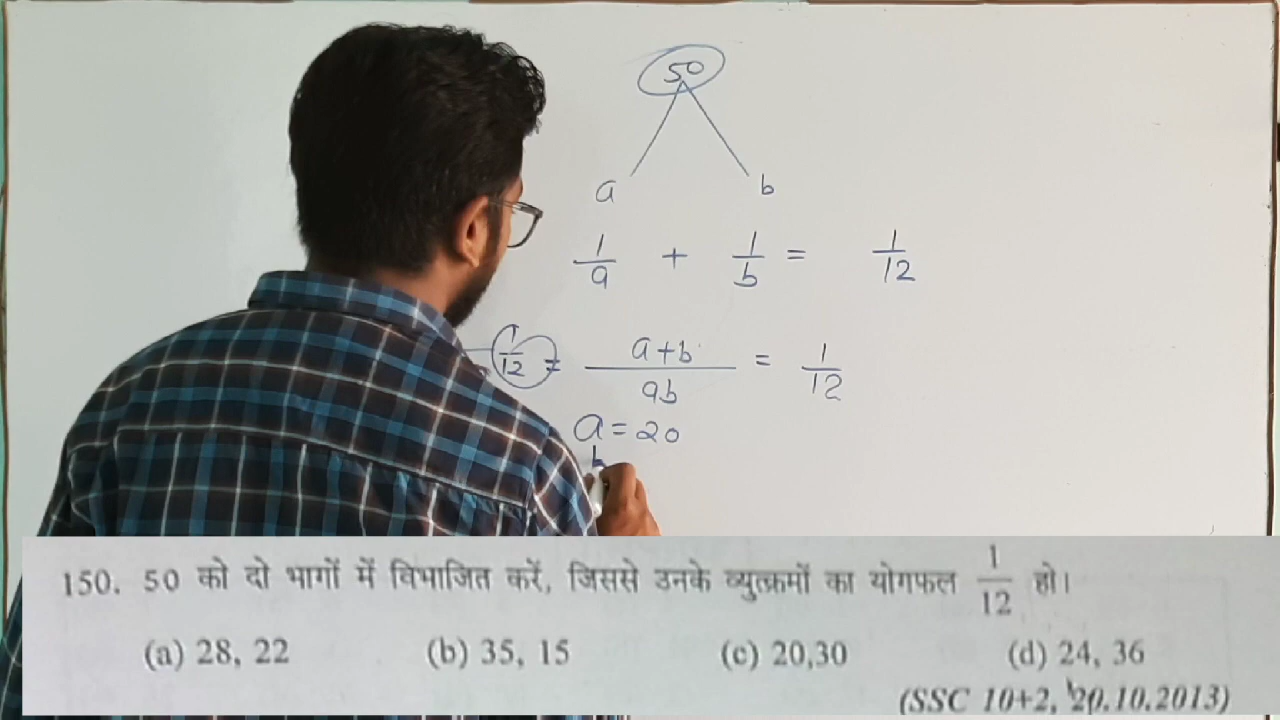 50
a b
1/a + 1/b = 1/12
1/12 = a+b/ab = 1/12
a = 20
b
150. 50 को दो भागों में विभाजित करें, जिससे उनके व्युत्क्रमों का योगफल 1/12 हो।
(a) 28, 22 (b) 35, 15 (c) 20,30 (d) 24, 36
(SSC 10+2, 20.10.2013)